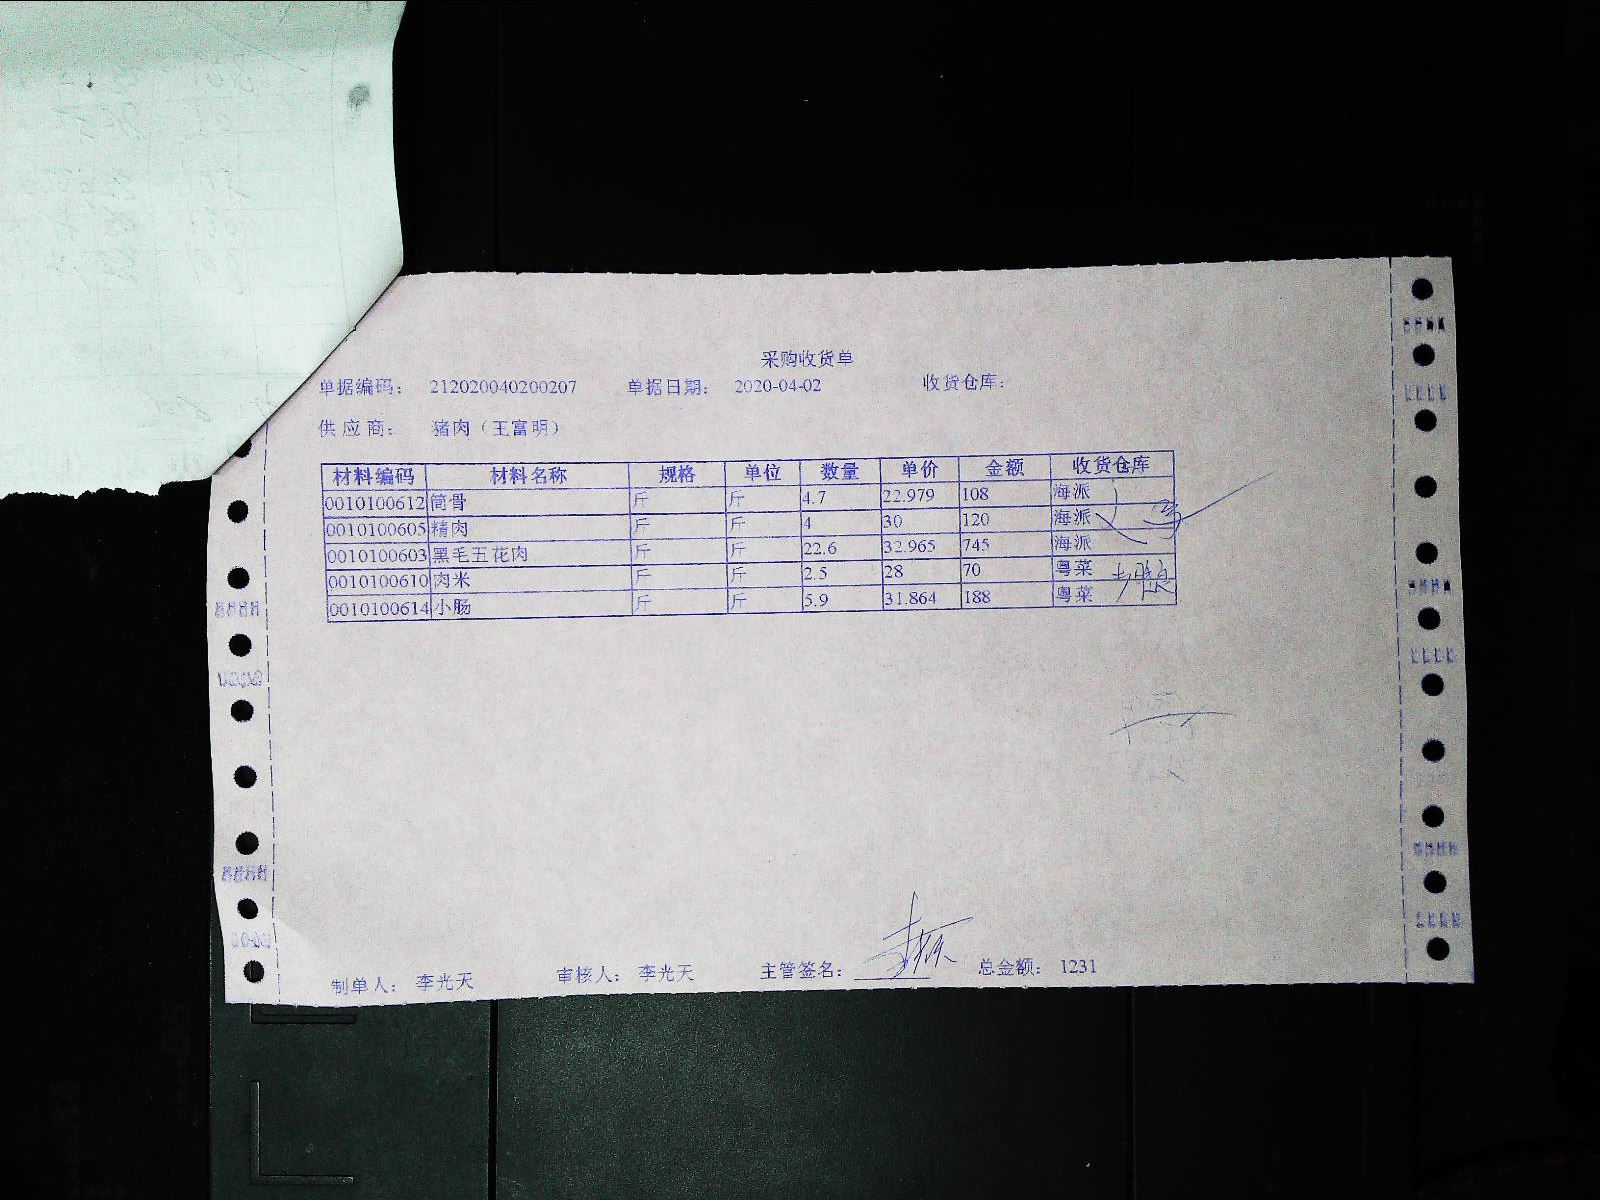 采购收货单
单据编码： 212020040200207 单据日期： 2020-04-02 收货仓库：
供应商： 猪肉（王富明）
材料编码 材料名称 规格 单位 数量 单价 金额 收货仓库
0010100612 筒骨 斤 斤 4.7 22.979 108 海派
0010100605 精肉 斤 斤 4 30 120 海派
0010100603 黑毛五花肉 斤 斤 22.6 32.965 745 海派
0010100610 肉米 斤 斤 2.5 28 70 粤菜
0010100614 小肠 斤 斤 5.9 31.864 188 粤菜
制单人： 李光天 审核人： 李光天 主管签名： 总金额： 1231